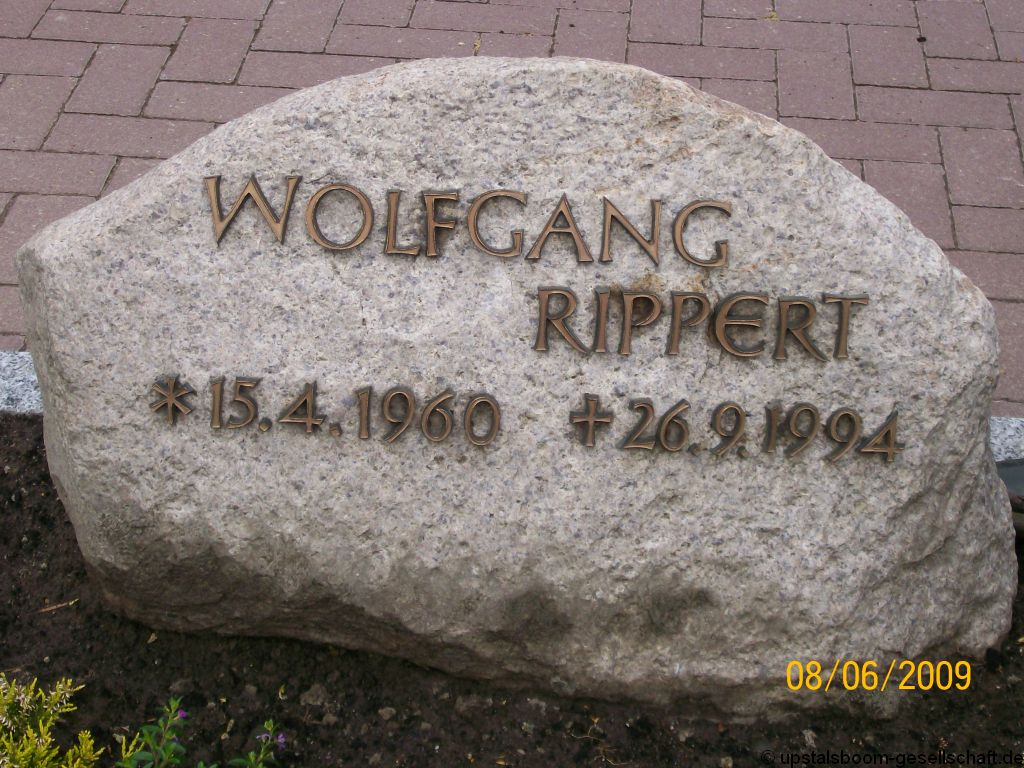 WOLFGANG
RIPPERT
* 15.4.1960 † 26.9.1994
08/06/2009
© upstalsboom-gesellschaft.de